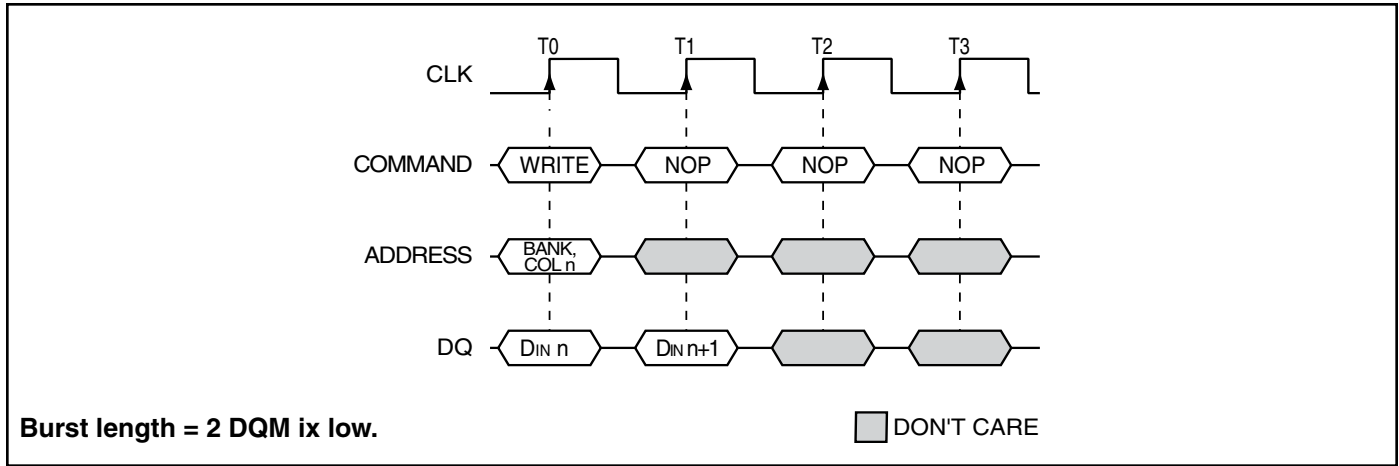 T0 T1 T2 T3
CLK
COMMAND WRITE NOP NOP NOP
ADDRESS BANK,
COL n
DQ DIN n DIN n+1
Burst length = 2 DQM ix low.
DON'T CARE